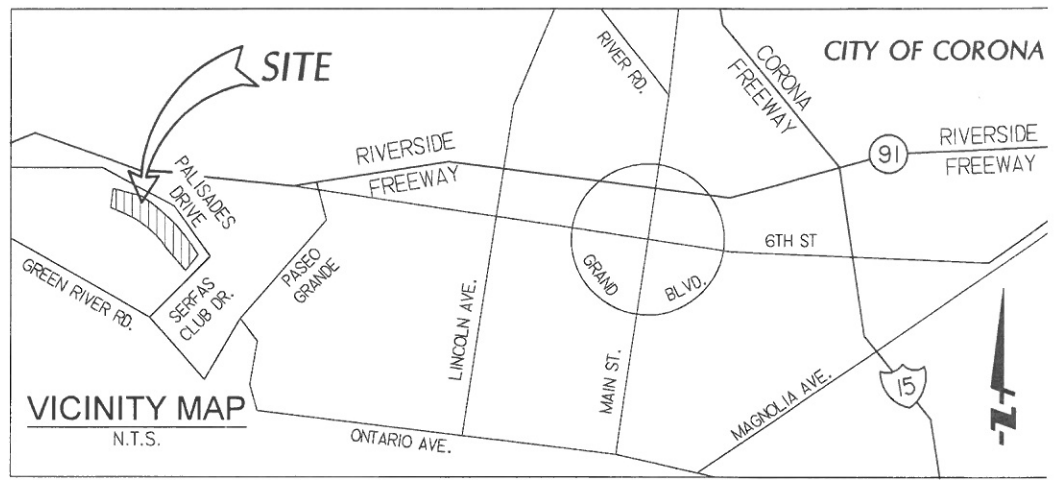 CITY OF CORONA
SITE
RIVER RD.
CORONA
FREEWAY
RIVERSIDE
FREEWAY
91
RIVERSIDE
FREEWAY
PALISADES
DRIVE
6TH ST
GREEN RIVER RD.
SERFAS
CLUB DR.
PASEO
GRANDE
GRAND
BLVD.
LINCOLN AVE.
MAIN ST.
MAGNOLIA AVE.
15
ONTARIO AVE.
VICINITY MAP
N.T.S.
N